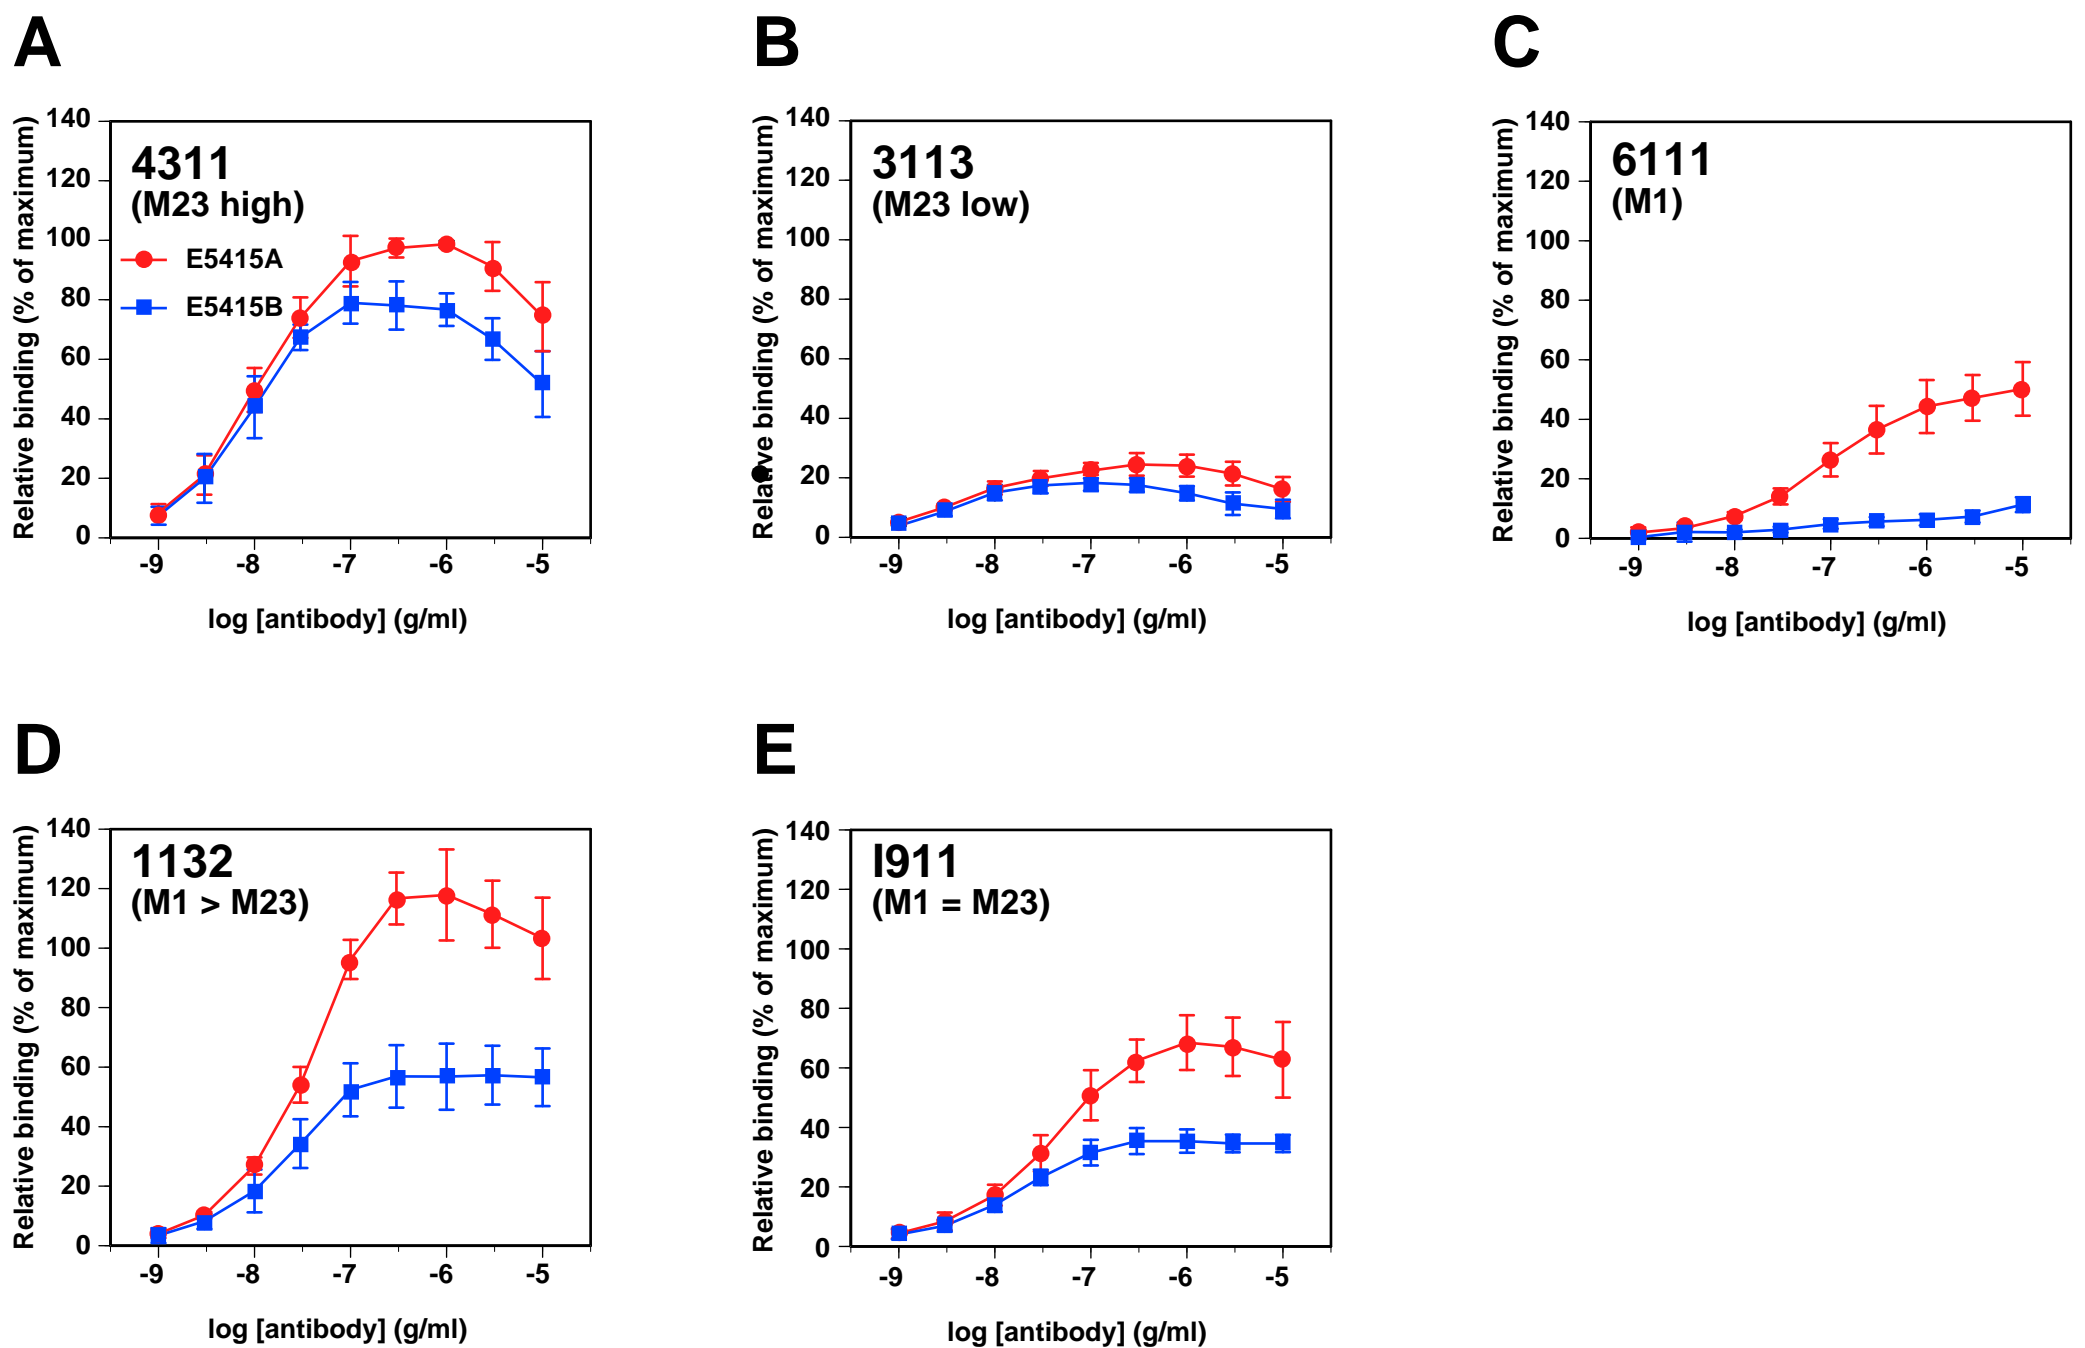 A
Relative binding (% of maximum)
140
120
100
80
60
40
20
0
4311
(M23 high)
E5415A
E5415B
-9 -8 -7 -6 -5
log [antibody] (g/ml)
B
Relative binding (% of maximum)
140
120
100
80
60
40
20
0
3113
(M23 low)
-9 -8 -7 -6 -5
log [antibody] (g/ml)
C
Relative binding (% of maximum)
140
120
100
80
60
40
20
0
6111
(M1)
-9 -8 -7 -6 -5
log [antibody] (g/ml)
D
Relative binding (% of maximum)
140
120
100
80
60
40
20
0
1132
(M1 > M23)
-9 -8 -7 -6 -5
log [antibody] (g/ml)
E
Relative binding (% of maximum)
140
120
100
80
60
40
20
0
I911
(M1 = M23)
-9 -8 -7 -6 -5
log [antibody] (g/ml)